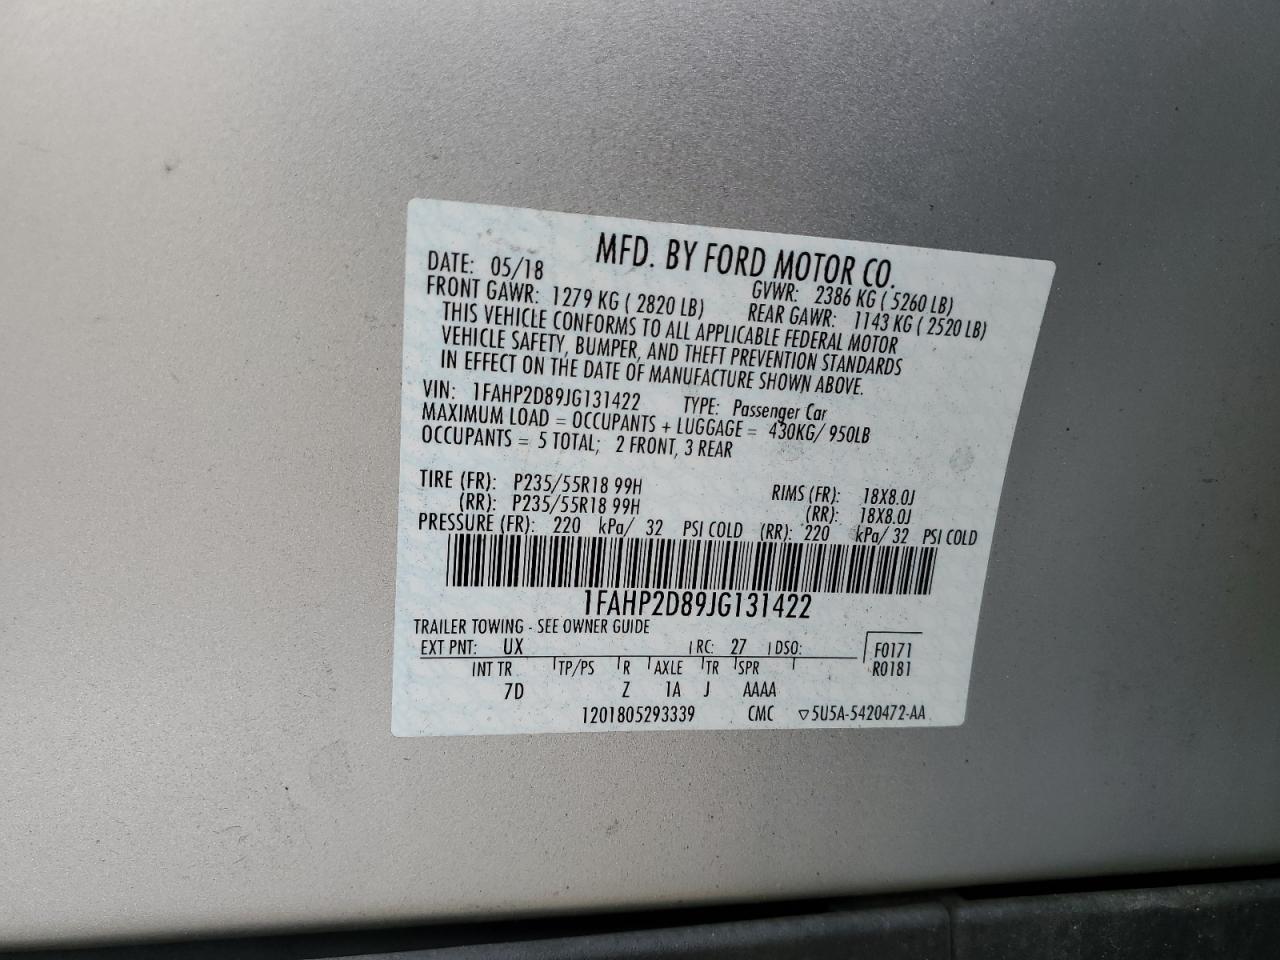 MFD. BY FORD MOTOR CO.
DATE: 05/18 GVWR: 2386 KG ( 5260 LB)
FRONT GAWR: 1279 KG ( 2820 LB) REAR GAWR: 1143 KG ( 2520 LB)
THIS VEHICLE CONFORMS TO ALL APPLICABLE FEDERAL MOTOR
VEHICLE SAFETY, BUMPER, AND THEFT PREVENTION STANDARDS
IN EFFECT ON THE DATE OF MANUFACTURE SHOWN ABOVE.
VIN: 1FAHP2D89JG131422 TYPE: Passenger Car
MAXIMUM LOAD = OCCUPANTS + LUGGAGE = 430KG/ 950LB
OCCUPANTS = 5 TOTAL; 2 FRONT, 3 REAR
TIRE (FR): P235/55R18 99H RIMS (FR): 18X8.0J
(RR): P235/55R18 99H (RR): 18X8.0J
PRESSURE (FR): 220 kPa/ 32 PSI COLD (RR): 220 kPa/ 32 PSI COLD
1FAHP2D89JG131422
TRAILER TOWING - SEE OWNER GUIDE
EXT PNT: UX RC: 27 DSO: F0171
INT TR TP/PS R AXLE TR SPR R0181
7D Z 1A J AAAA
1201805293339 CMC ▽5U5A-5420472-AA